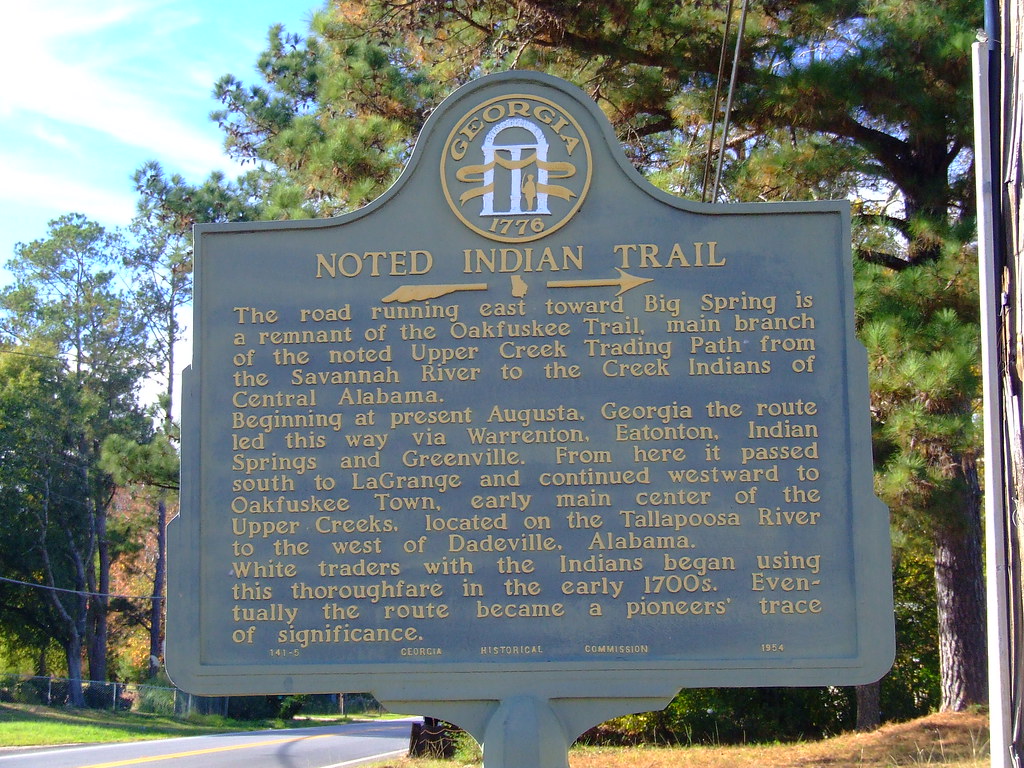 GEORGIA
1776
NOTED INDIAN TRAIL
The road running east toward Big Spring is
a remnant of the Oakfuskee Trail, main branch
of the noted Upper Creek Trading Path from
the Savannah River to the Creek Indians of
Central Alabama.
Beginning at present Augusta, Georgia the route
led this way via Warrenton, Eatonton, Indian
Springs and Greenville. From here it passed
south to LaGrange and continued westward to
Oakfuskee Town, early main center of the
Upper Creeks, located on the Tallapoosa River
to the west of Dadeville, Alabama.
White traders with the Indians began using
this thoroughfare in the early 1700's. Even-
tually the route became a pioneers' trace
of significance.
141-5 GEORGIA HISTORICAL COMMISSION 1954